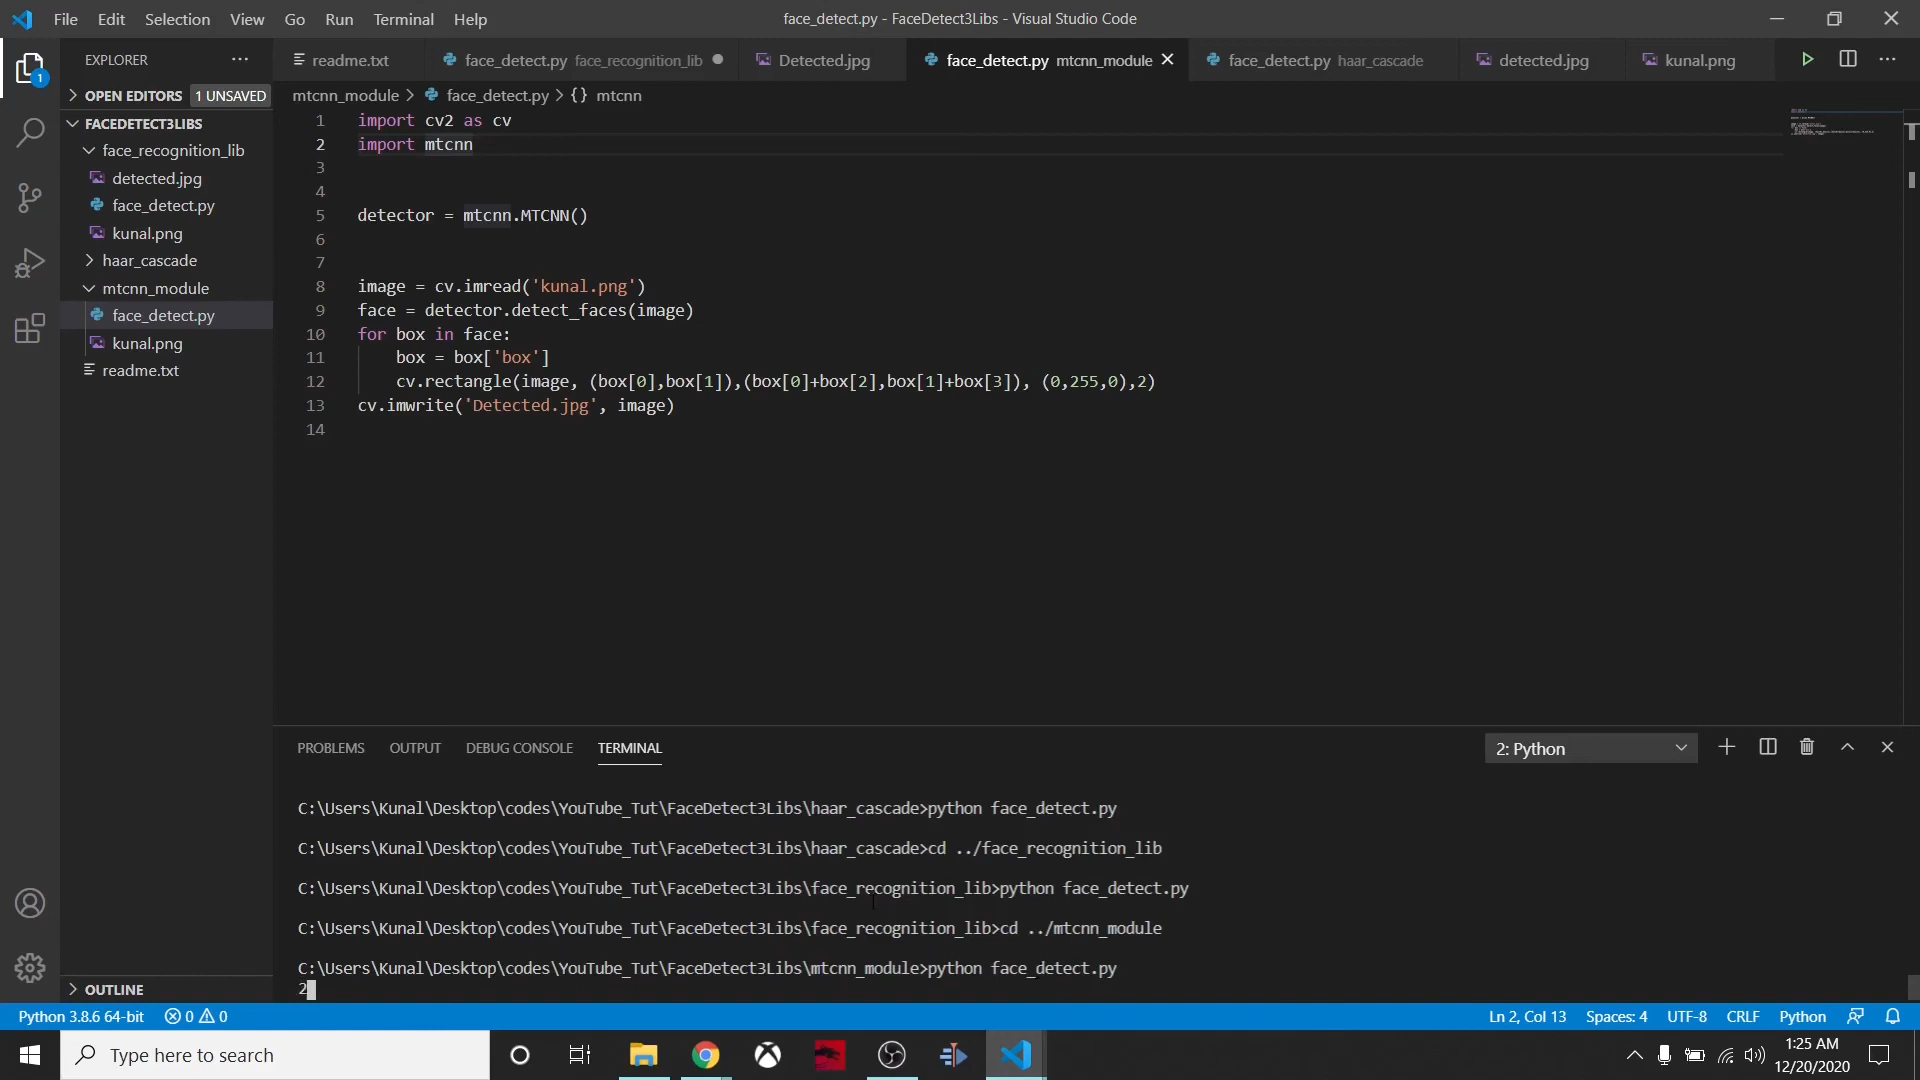 File Edit Selection View Go Run Terminal Help
face_detect.py - FaceDetect3Libs - Visual Studio Code
EXPLORER
readme.txt
face_detect.py face_recognition_lib
Detected.jpg
face_detect.py mtcnn_module
face_detect.py haar_cascade
detected.jpg
kunal.png
1
OPEN EDITORS 1 UNSAVED
FACEDETECT3LIBS
face_recognition_lib
detected.jpg
face_detect.py
kunal.png
haar_cascade
mtcnn_module
face_detect.py
kunal.png
readme.txt
OUTLINE
mtcnn_module > face_detect.py > {} mtcnn
1 import cv2 as cv
2 import mtcnn
3
4
5 detector = mtcnn.MTCNN()
6
7
8 image = cv.imread('kunal.png')
9 face = detector.detect_faces(image)
10 for box in face:
11     box = box['box']
12     cv.rectangle(image, (box[0],box[1]),(box[0]+box[2],box[1]+box[3]), (0,255,0),2)
13 cv.imwrite('Detected.jpg', image)
14
PROBLEMS OUTPUT DEBUG CONSOLE TERMINAL
2: Python
C:\Users\Kunal\Desktop\codes\YouTube_Tut\FaceDetect3Libs\haar_cascade>python face_detect.py
C:\Users\Kunal\Desktop\codes\YouTube_Tut\FaceDetect3Libs\haar_cascade>cd ../face_recognition_lib
C:\Users\Kunal\Desktop\codes\YouTube_Tut\FaceDetect3Libs\face_recognition_lib>python face_detect.py
C:\Users\Kunal\Desktop\codes\YouTube_Tut\FaceDetect3Libs\face_recognition_lib>cd ../mtcnn_module
C:\Users\Kunal\Desktop\codes\YouTube_Tut\FaceDetect3Libs\mtcnn_module>python face_detect.py
2
Python 3.8.6 64-bit 0 0
Ln 2, Col 13 Spaces: 4 UTF-8 CRLF Python
Type here to search
1:25 AM
12/20/2020